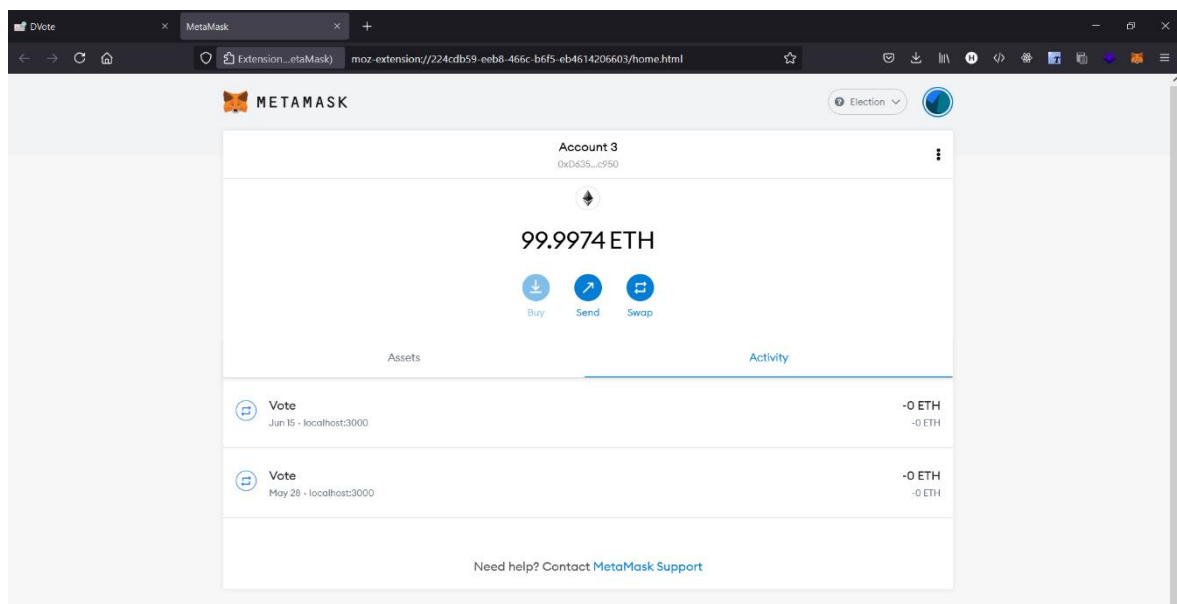 DVote
MetaMask
Extension...etaMask)
moz-extension://224cdb59-eeb8-466c-b6f5-eb4614206603/home.html
METAMASK
Election
Account 3
0xD635...c950
99.9974 ETH
Buy
Send
Swap
Assets
Activity
Vote
-0 ETH
Jun 15 - localhost:3000
-0 ETH
Vote
-0 ETH
May 28 - localhost:3000
-0 ETH
Need help? Contact MetaMask Support